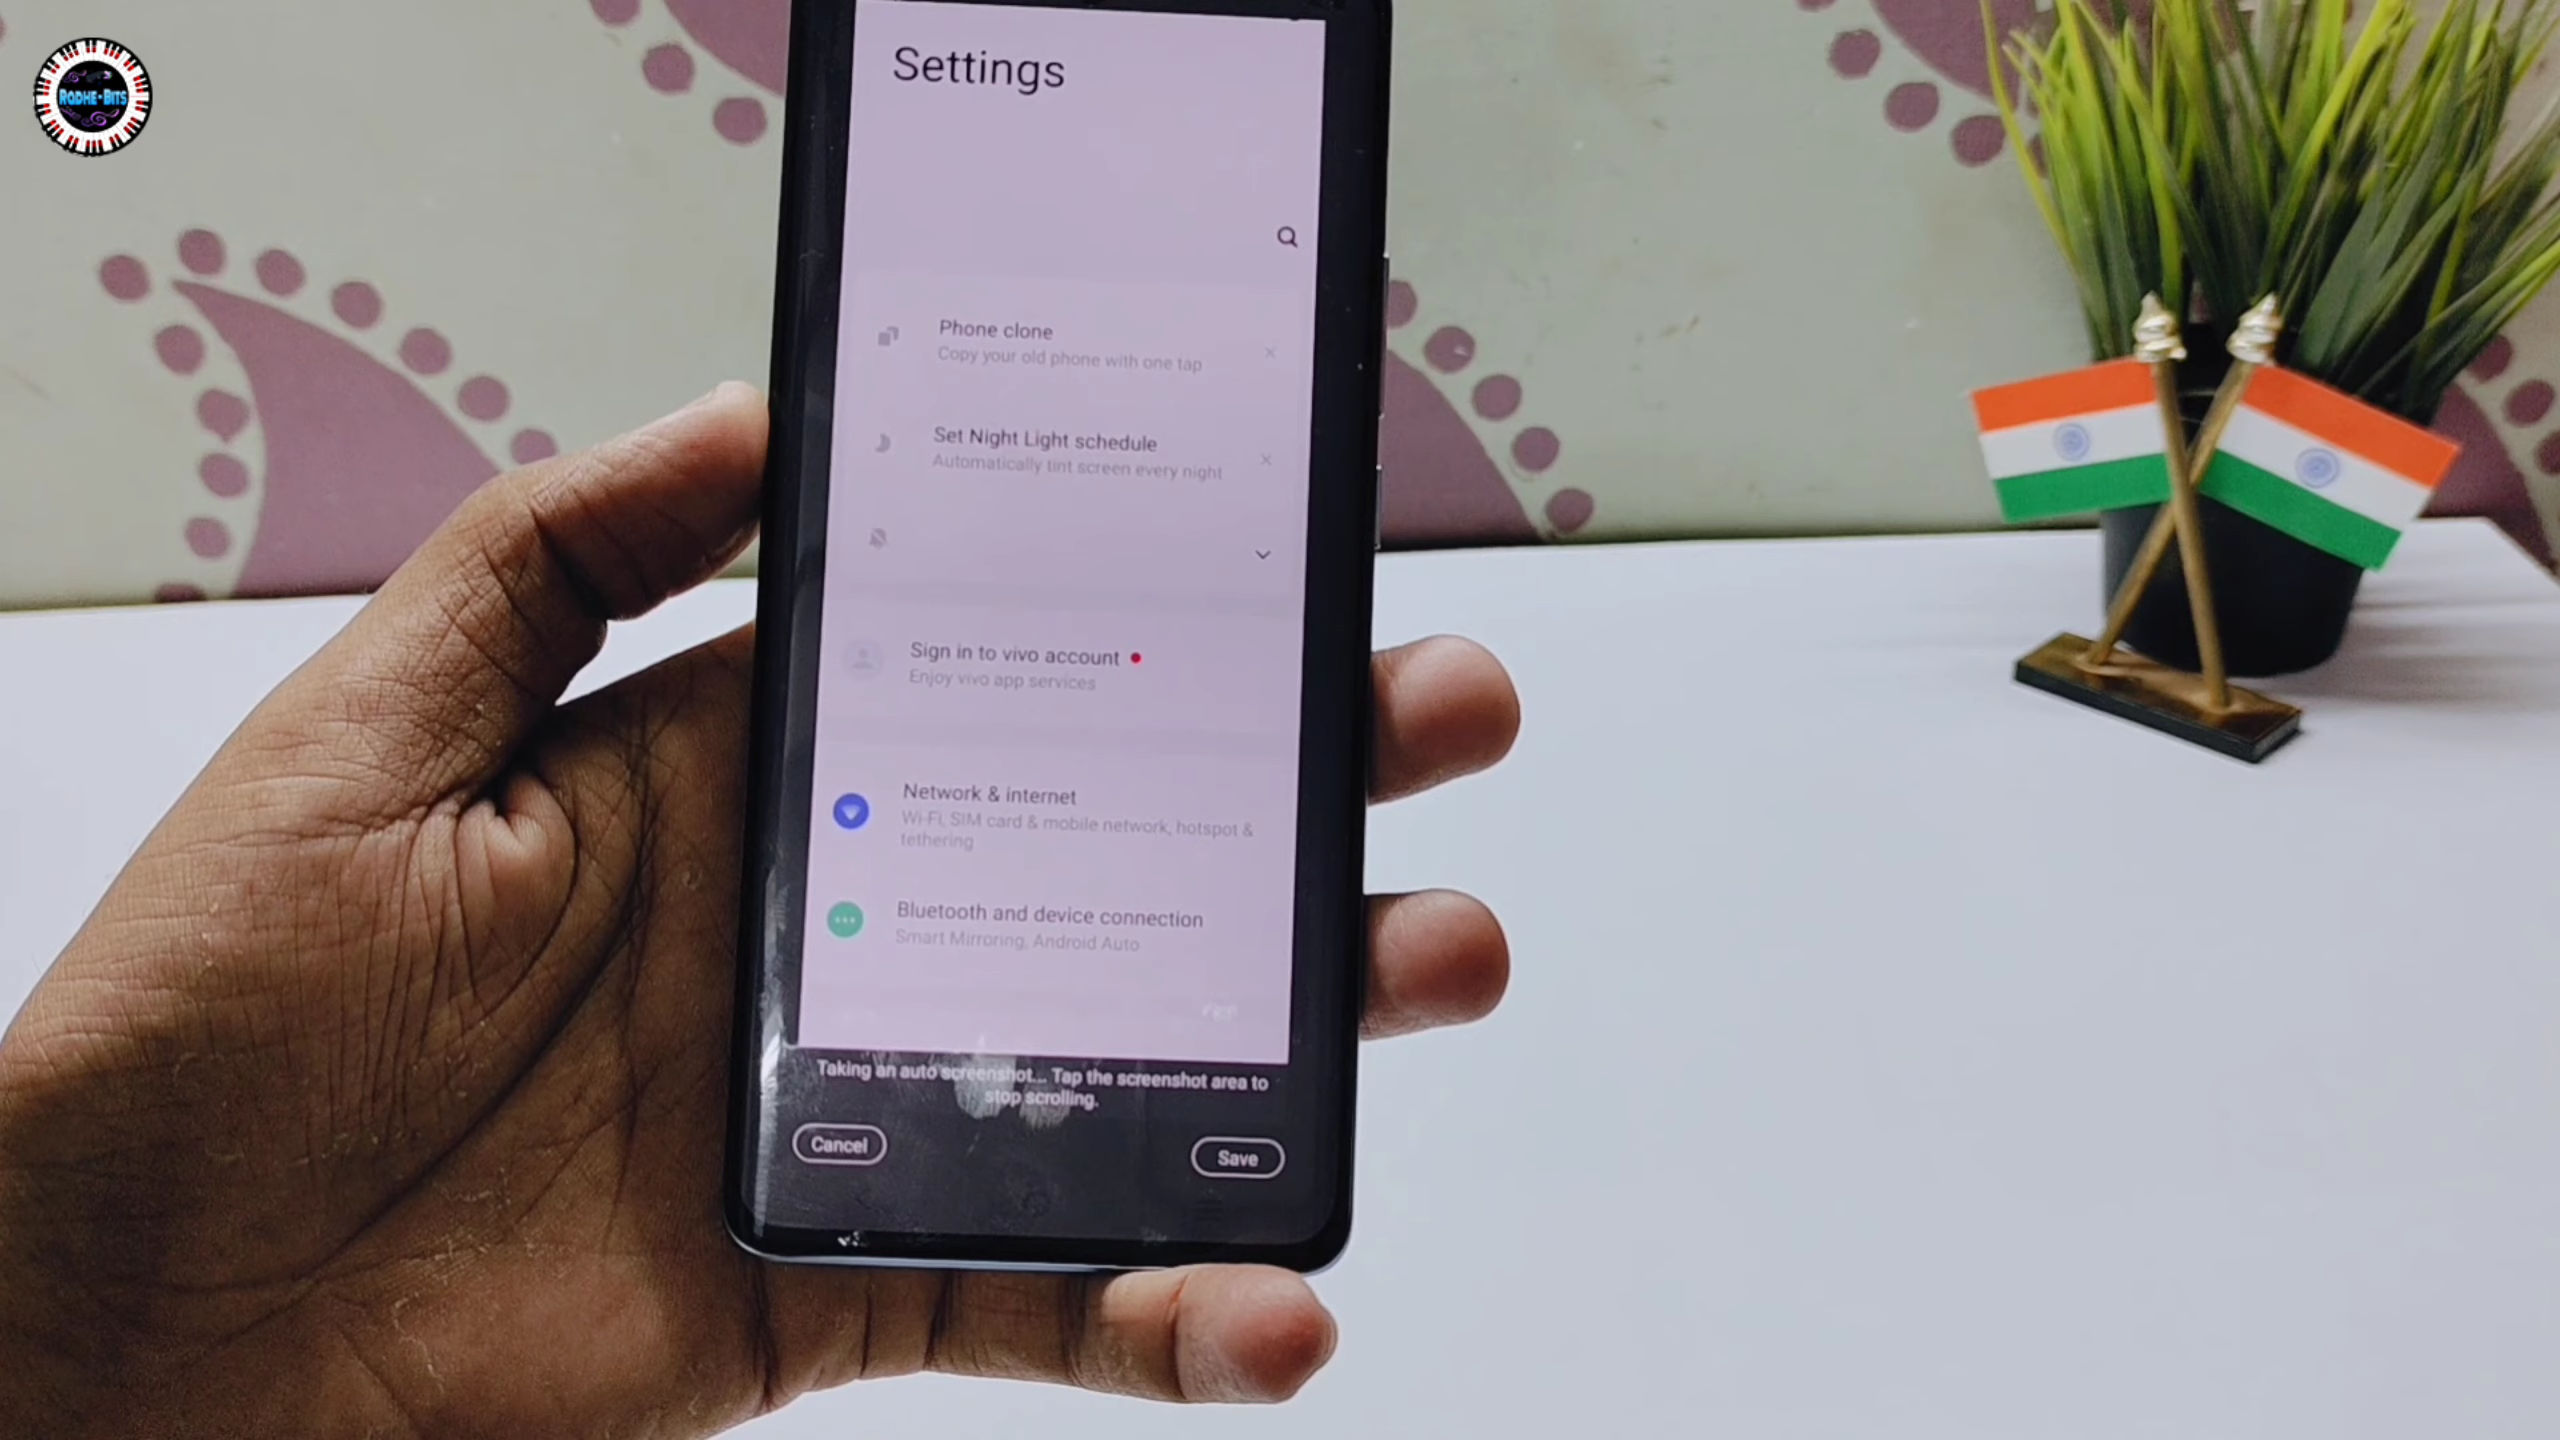 RADHE-BITS
Settings
Phone clone
Copy your old phone with one tap
Set Night Light schedule
Automatically tint screen every night
Sign in to vivo account
Enjoy vivo app services
Network & internet
Wi-Fi, SIM card & mobile network, hotspot &
tethering
Bluetooth and device connection
Smart Mirroring, Android Auto
Taking an auto screenshot... Tap the screenshot area to
stop scrolling.
Cancel
Save